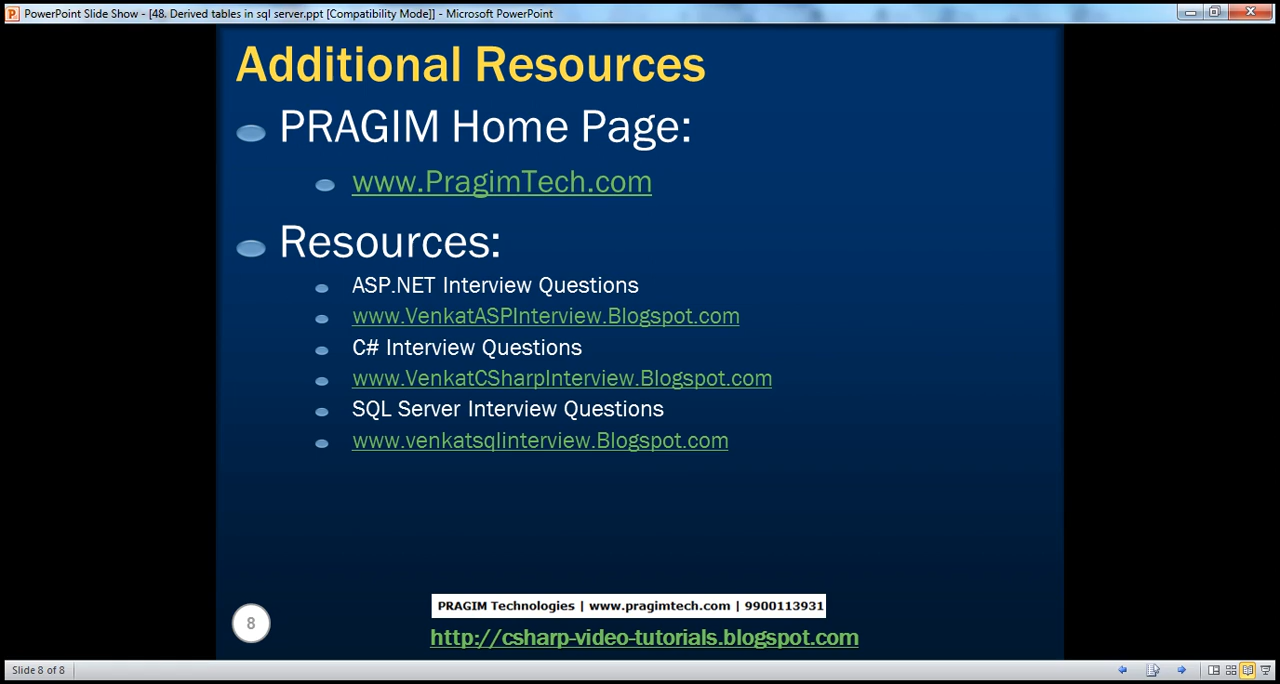 PowerPoint Slide Show - [48. Derived tables in sql server.ppt [Compatibility Mode]] - Microsoft PowerPoint
Additional Resources
PRAGIM Home Page:
www.PragimTech.com
Resources:
ASP.NET Interview Questions
www.VenkatASPInterview.Blogspot.com
C# Interview Questions
www.VenkatCSharpInterview.Blogspot.com
SQL Server Interview Questions
www.venkatsqlinterview.Blogspot.com
PRAGIM Technologies | www.pragimtech.com | 9900113931
8
http://csharp-video-tutorials.blogspot.com
Slide 8 of 8